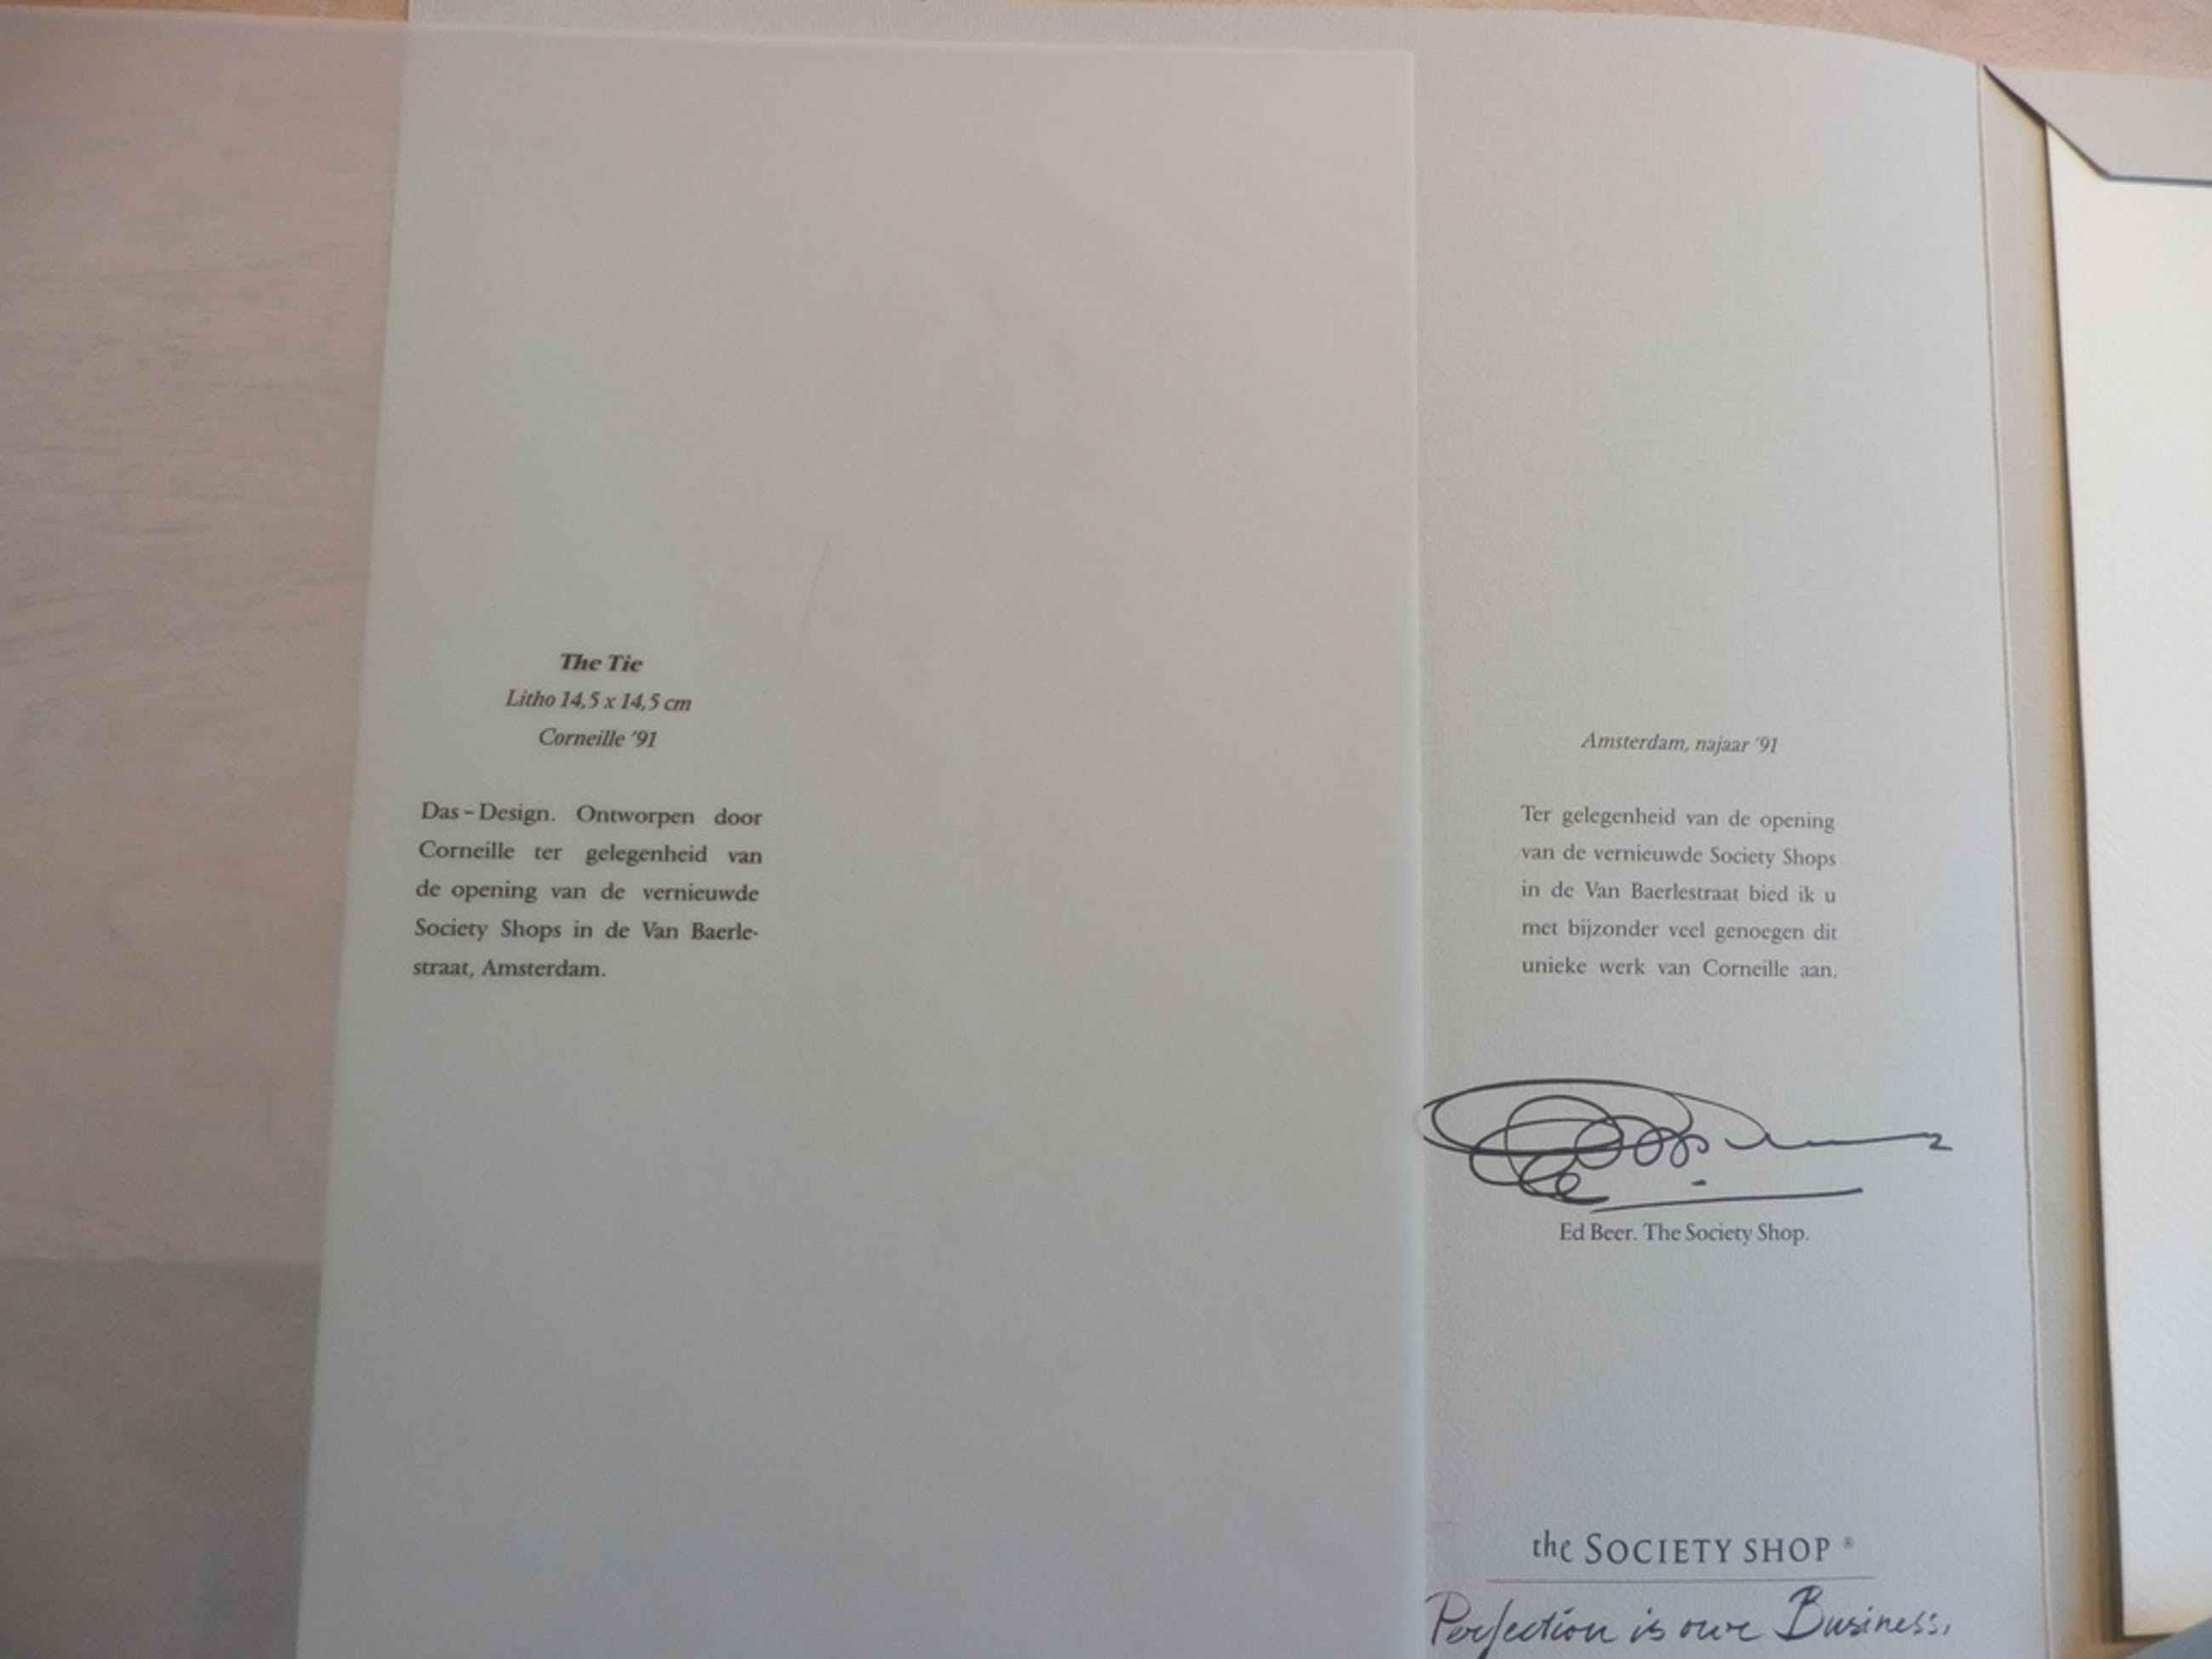 The Tie
Litho 14,5 x 14,5 cm
Corneille '91
Das – Design. Ontworpen door
Corneille ter gelegenheid van
de opening van de vernieuwde
Society Shops in de Van Baerle-
straat, Amsterdam.
Amsterdam, najaar '91
Ter gelegenheid van de opening
van de vernieuwde Society Shops
in de Van Baerlestraat bied ik u
met bijzonder veel genoegen dit
unieke werk van Corneille aan.
Ed Beer. The Society Shop.
the SOCIETY SHOP ®
Perfection is our Business,